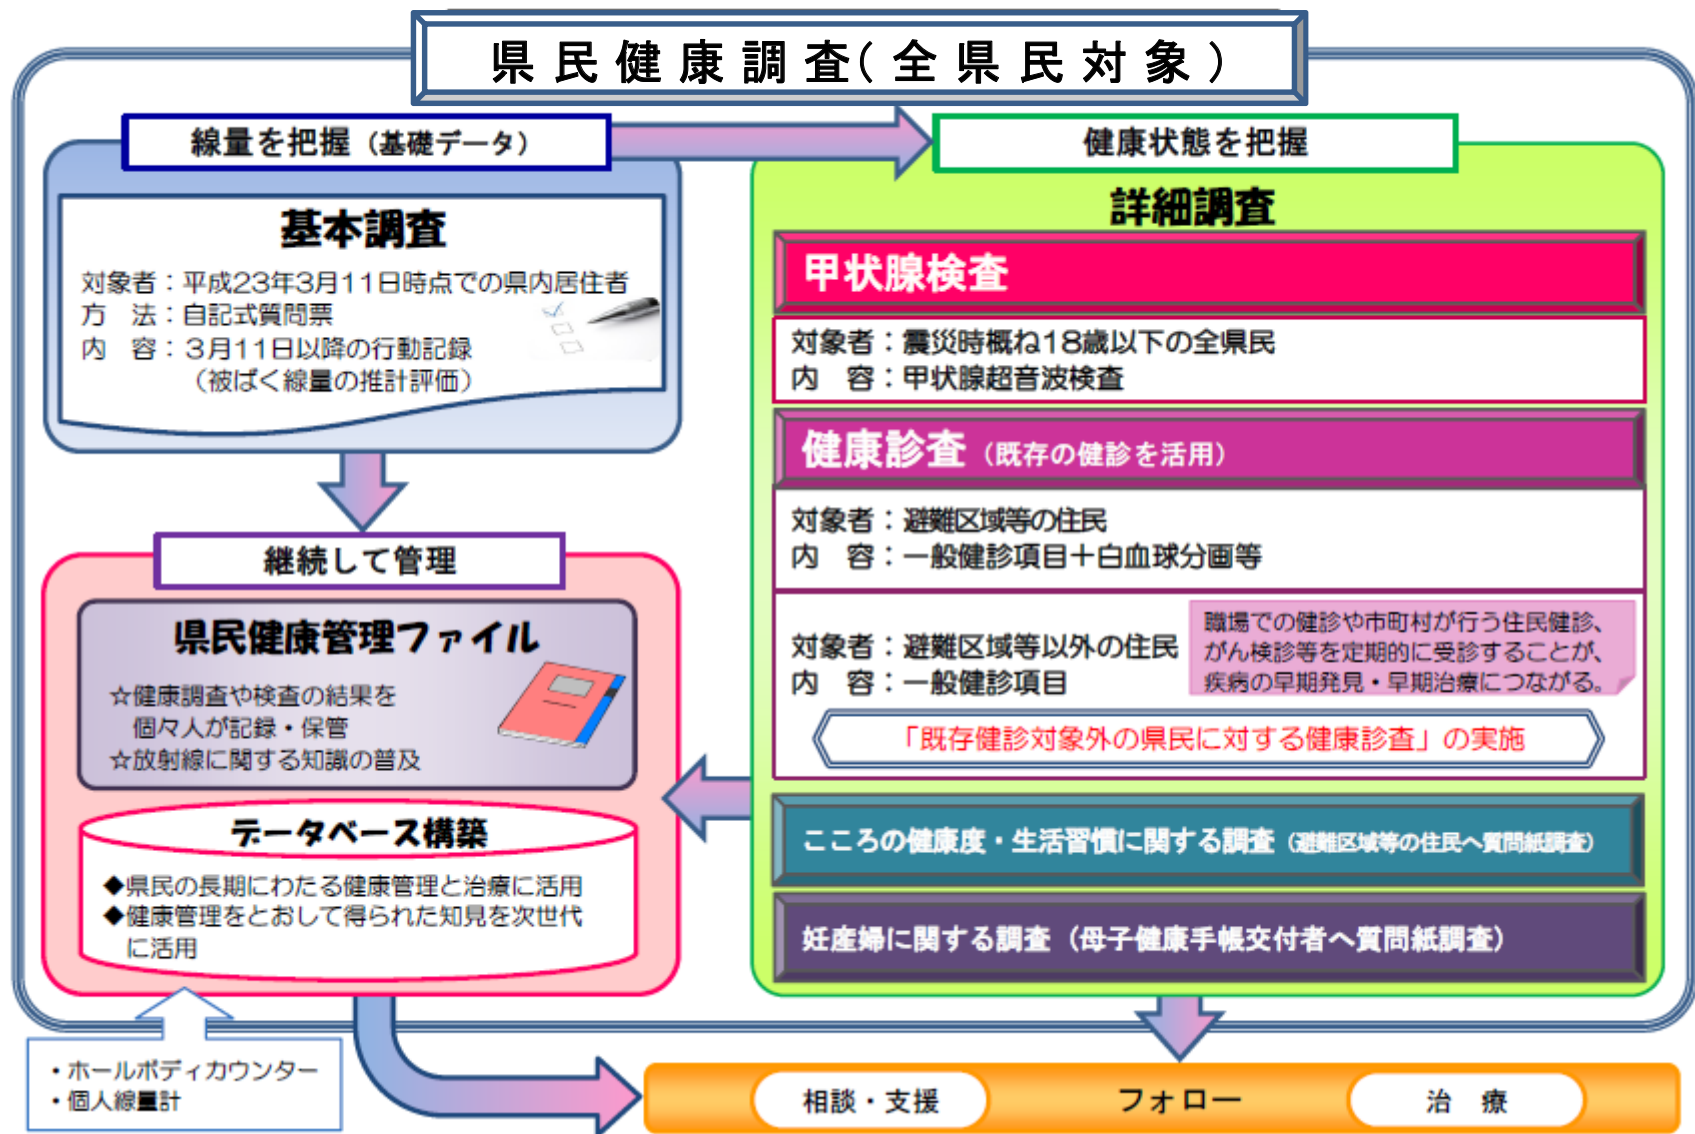 県民健康調査(全県民対象)
線量を把握(基礎データ)
基本調査
対象者：平成23年3月11日時点での県内居住者
方　法：自記式質問票
内　容：3月11日以降の行動記録
（被ばく線量の推計評価）
継続して管理
県民健康管理ファイル
☆健康調査や検査の結果を
個々人が記録・保管
☆放射線に関する知識の普及
データベース構築
◆県民の長期にわたる健康管理と治療に活用
◆健康管理をとおして得られた知見を次世代
に活用
・ホールボディカウンター
・個人線量計
健康状態を把握
詳細調査
甲状腺検査
対象者：震災時概ね18歳以下の全県民
内　容：甲状腺超音波検査
健康診査（既存の健診を活用）
対象者：避難区域等の住民
内　容：一般健診項目＋白血球分画等
対象者：避難区域等以外の住民
内　容：一般健診項目
職場での健診や市町村が行う住民健診、
がん検診等を定期的に受診することが、
疾病の早期発見・早期治療につながる。
「既存健診対象外の県民に対する健康診査」の実施
こころの健康度・生活習慣に関する調査（避難区域等の住民へ質問紙調査）
妊産婦に関する調査（母子健康手帳交付者へ質問紙調査）
相談・支援
フォロー
治　療